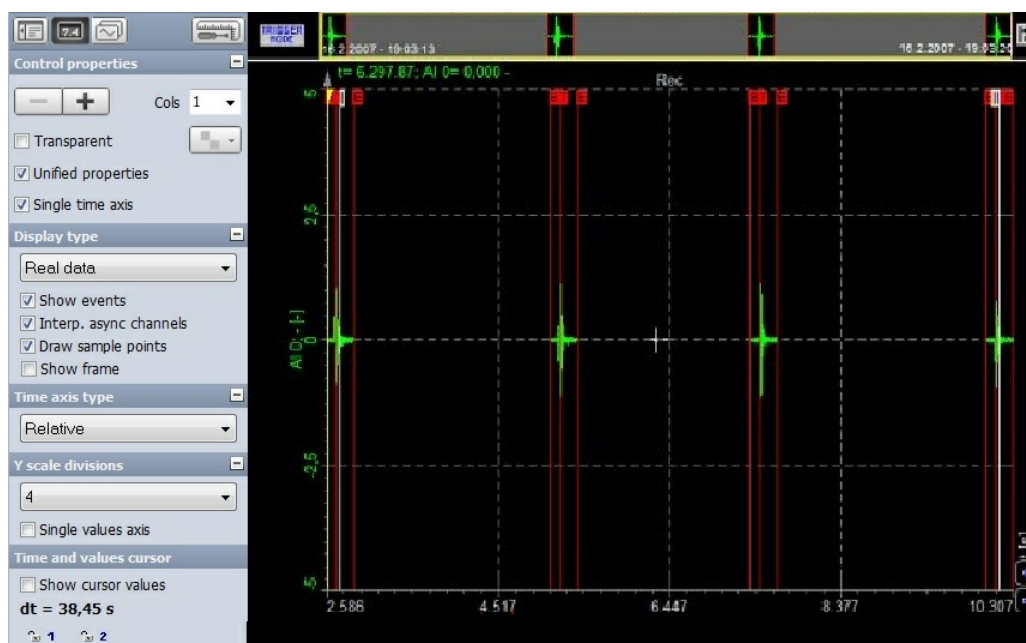 7.4
TRIGGER
MODE
16.2.2007 - 19:03:13
Control properties
t= 6.297.87; AI 0= 0,000 -
Rec
Cols 1
5
Transparent
Unified properties
Single time axis
2,5
Display type
Real data
Show events
Interp. async channels
AI 0; - [-]
0
Draw sample points
Show frame
Time axis type
Relative
Y scale divisions
-2,5
4
Single values axis
Time and values cursor
Show cursor values
-5
dt = 38,45 s
2.586
4.517
6.447
8.377
10.307
1
2